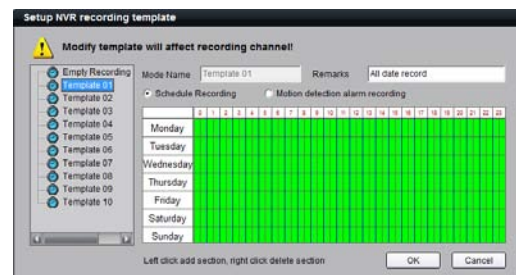 Setup NVR recording template
Modify template will affect recording channel!
Empty Recording
Template 01
Template 02
Template 03
Template 04
Template 05
Template 06
Template 07
Template 08
Template 09
Template 10
Mode Name Template 01 Remarks All date record
Schedule Recording Motion detection alarm recording
0 1 2 3 4 5 6 7 8 9 10 11 12 13 14 15 16 17 18 19 20 21 22 23
Monday
Tuesday
Wednesday
Thursday
Friday
Saturday
Sunday
Left click add section, right click delete section OK Cancel